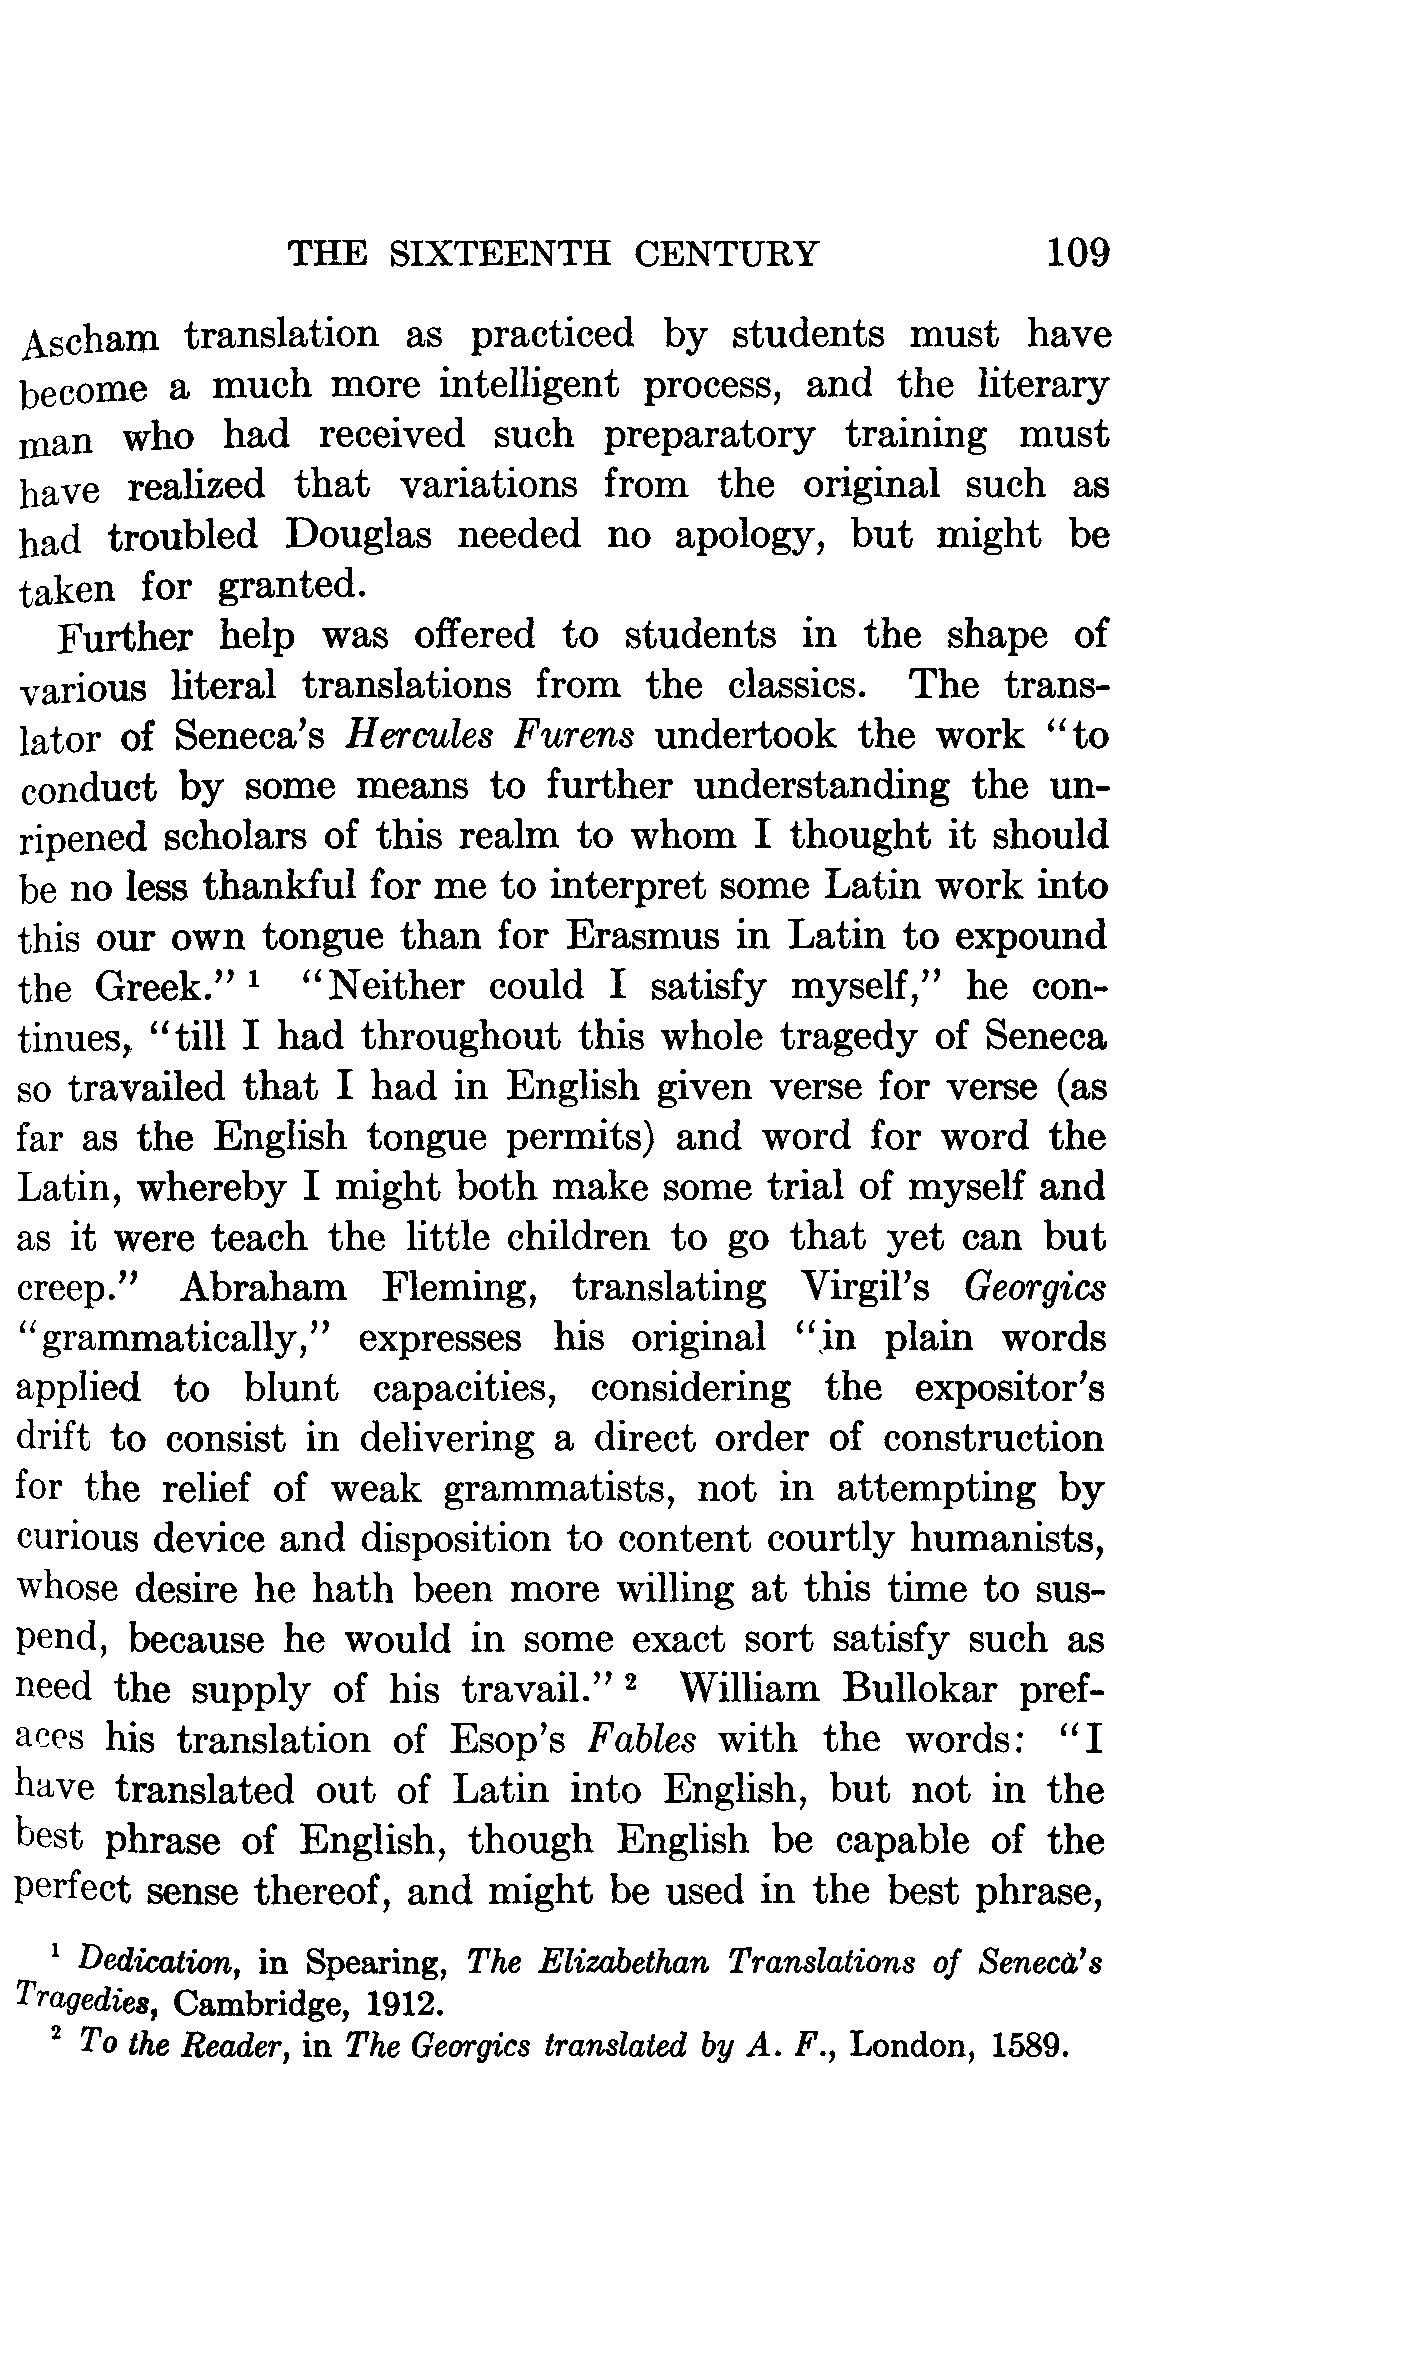 THE SIXTEENTH CENTURY 109
Ascham translation as practiced by students must have
become a much more intelligent process, and the literary
man who had received such preparatory training must
have realized that variations from the original such as
had troubled Douglas needed no apology, but might be
taken for granted.
Further help was offered to students in the shape of
various literal translations from the classics. The trans-
lator of Seneca's Hercules Furens undertook the work "to
conduct by some means to further understanding the un-
ripened scholars of this realm to whom I thought it should
be no less thankful for me to interpret some Latin work into
this our own tongue than for Erasmus in Latin to expound
the Greek." ¹ "Neither could I satisfy myself," he con-
tinues, "till I had throughout this whole tragedy of Seneca
so travailed that I had in English given verse for verse (as
far as the English tongue permits) and word for word the
Latin, whereby I might both make some trial of myself and
as it were teach the little children to go that yet can but
creep." Abraham Fleming, translating Virgil's Georgics
"grammatically," expresses his original "in plain words
applied to blunt capacities, considering the expositor's
drift to consist in delivering a direct order of construction
for the relief of weak grammatists, not in attempting by
curious device and disposition to content courtly humanists,
whose desire he hath been more willing at this time to sus-
pend, because he would in some exact sort satisfy such as
need the supply of his travail." ² William Bullokar pref-
aces his translation of Esop's Fables with the words: "I
have translated out of Latin into English, but not in the
best phrase of English, though English be capable of the
perfect sense thereof, and might be used in the best phrase,
¹ Dedication, in Spearing, The Elizabethan Translations of Seneca's
Tragedies, Cambridge, 1912.
² To the Reader, in The Georgics translated by A. F., London, 1589.